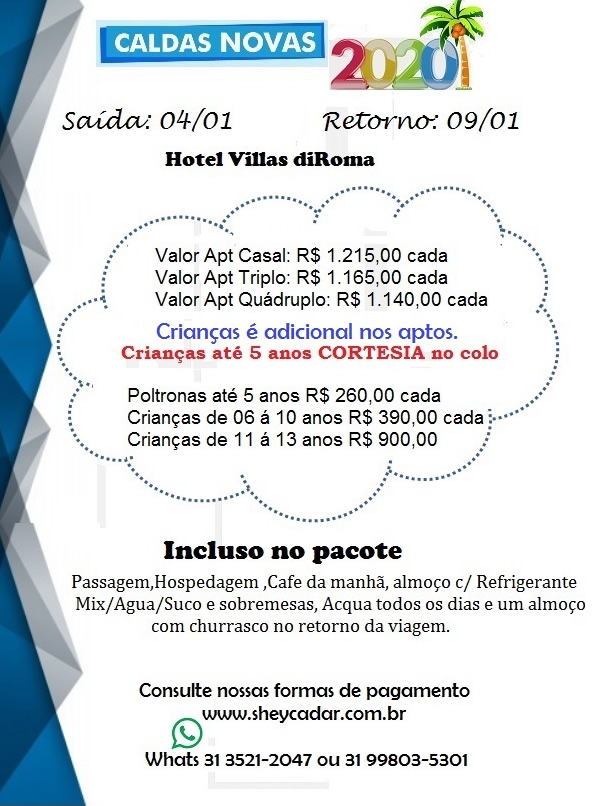 CALDAS NOVAS
2020
Saída: 04/01 Retorno: 09/01
Hotel Villas diRoma
Valor Apt Casal: R$ 1.215,00 cada
Valor Apt Triplo: R$ 1.165,00 cada
Valor Apt Quádruplo: R$ 1.140,00 cada
Crianças é adicional nos aptos.
Crianças até 5 anos CORTESIA no colo
Poltronas até 5 anos R$ 260,00 cada
Crianças de 06 á 10 anos R$ 390,00 cada
Crianças de 11 á 13 anos R$ 900,00
Incluso no pacote
Passagem,Hospedagem ,Cafe da manhã, almoço c/ Refrigerante
Mix/Agua/Suco e sobremesas, Acqua todos os dias e um almoço
com churrasco no retorno da viagem.
Consulte nossas formas de pagamento
www.sheycadar.com.br
Whats 31 3521-2047 ou 31 99803-5301